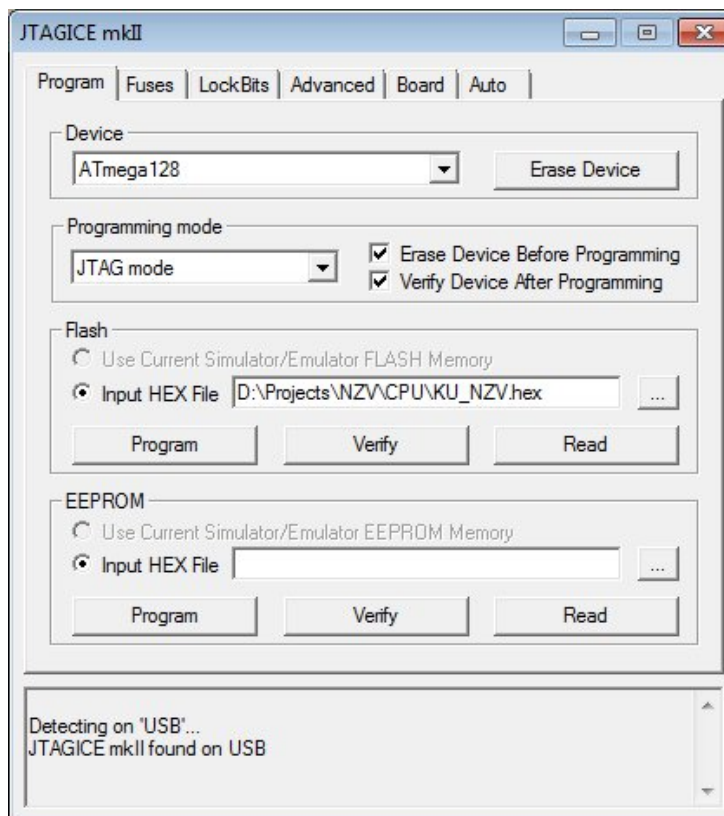 JTAGICE mkII
Program Fuses LockBits Advanced Board Auto
Device
ATmega128 Erase Device
Programming mode
JTAG mode
Erase Device Before Programming
Verify Device After Programming
Flash
Use Current Simulator/Emulator FLASH Memory
Input HEX File D:\Projects\NZV\CPU\KU_NZV.hex ...
Program Verify Read
EEPROM
Use Current Simulator/Emulator EEPROM Memory
Input HEX File ...
Program Verify Read
Detecting on 'USB'...
JTAGICE mkII found on USB